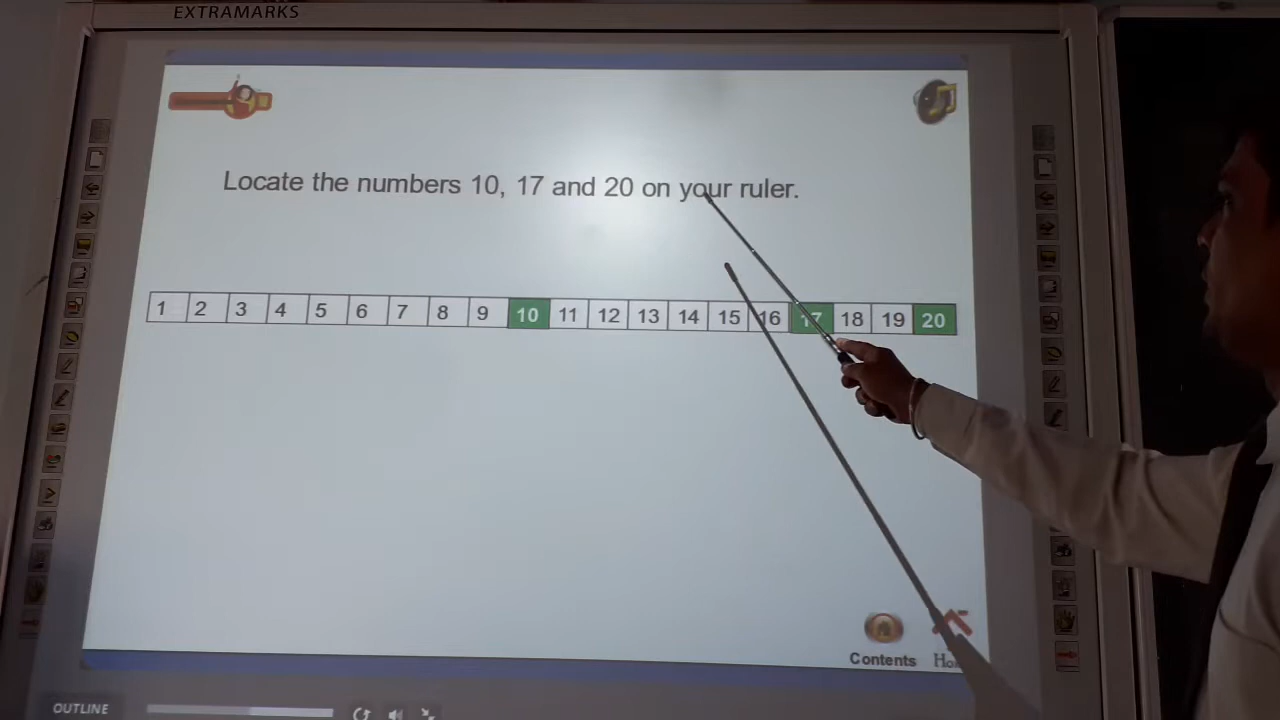 EXTRAMARKS
Locate the numbers 10, 17 and 20 on your ruler.
1 2 3 4 5 6 7 8 9 10 11 12 13 14 15 16 17 18 19 20
Contents
OUTLINE